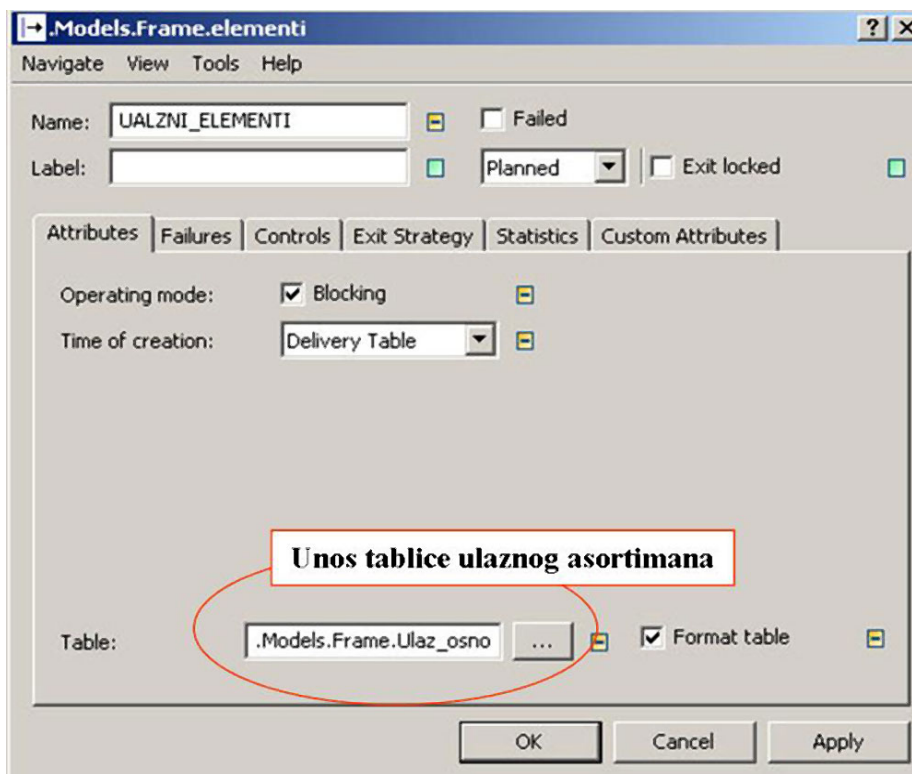 .Models.Frame.elementi
Navigate View Tools Help
Name: UALZNI_ELEMENTI Failed
Label: Planned Exit locked
Attributes Failures Controls Exit Strategy Statistics Custom Attributes
Operating mode: Blocking
Time of creation: Delivery Table
Unos tablice ulaznog asortimana
Table: .Models.Frame.Ulaz_osno ... Format table
OK Cancel Apply